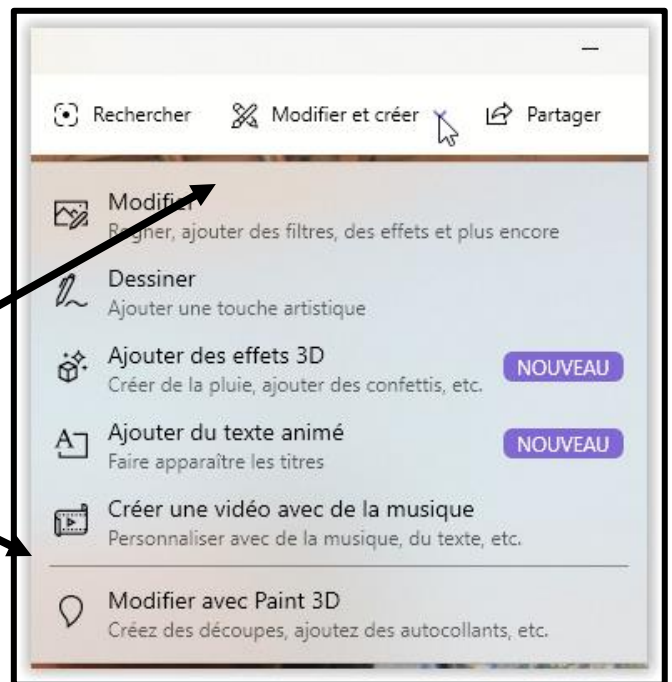 Rechercher Modifier et créer Partager
Modifier
Rogner, ajouter des filtres, des effets et plus encore
Dessiner
Ajouter une touche artistique
Ajouter des effets 3D
Créer de la pluie, ajouter des confettis, etc.
NOUVEAU
Ajouter du texte animé
Faire apparaître les titres
NOUVEAU
Créer une vidéo avec de la musique
Personnaliser avec de la musique, du texte, etc.
Modifier avec Paint 3D
Créez des découpes, ajoutez des autocollants, etc.